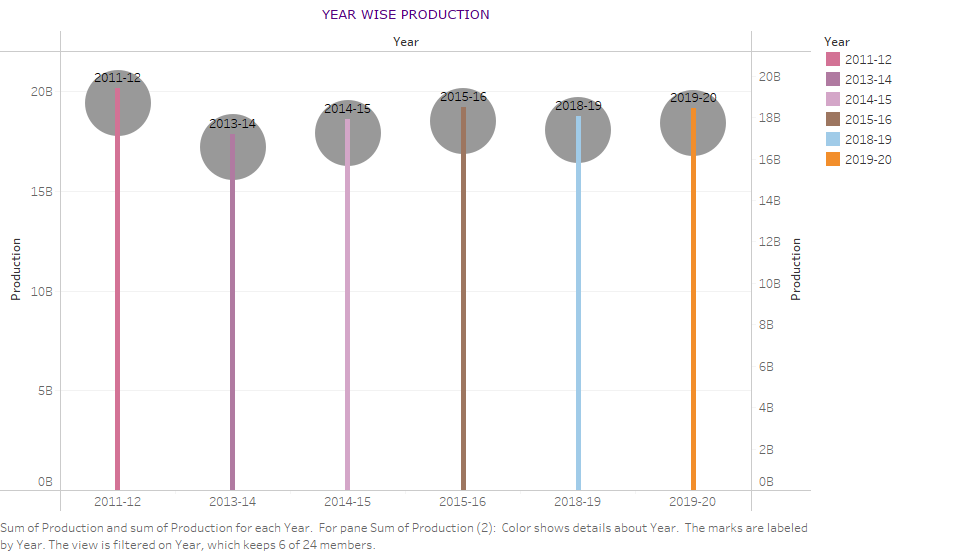 YEAR WISE PRODUCTION
Year
Year
2011-12
2013-14
2014-15
2015-16
2018-19
2019-20
2011-12
2013-14
2014-15
2015-16
2018-19
2019-20
Production
20B
15B
10B
5B
0B
20B
18B
16B
14B
12B
10B
8B
6B
4B
2B
0B
Production
2011-12 2013-14 2014-15 2015-16 2018-19 2019-20
Sum of Production and sum of Production for each Year. For pane Sum of Production (2): Color shows details about Year. The marks are labeled
by Year. The view is filtered on Year, which keeps 6 of 24 members.